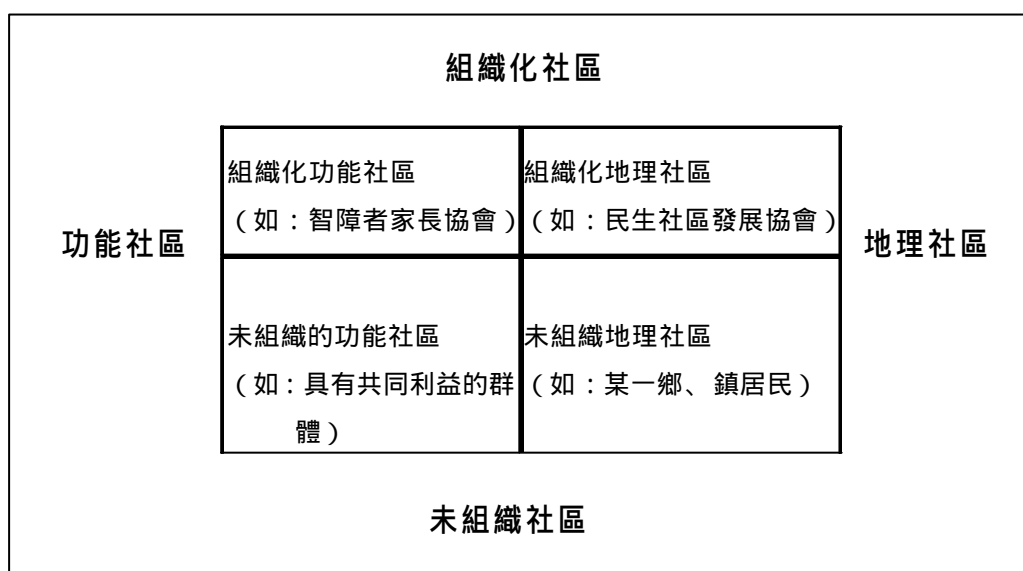 組織化社區
組織化功能社區
（如：智障者家長協會）
組織化地理社區
（如：民生社區發展協會）
功能社區
地理社區
未組織的功能社區
（如：具有共同利益的群
體）
未組織地理社區
（如：某一鄉、鎮居民）
未組織社區